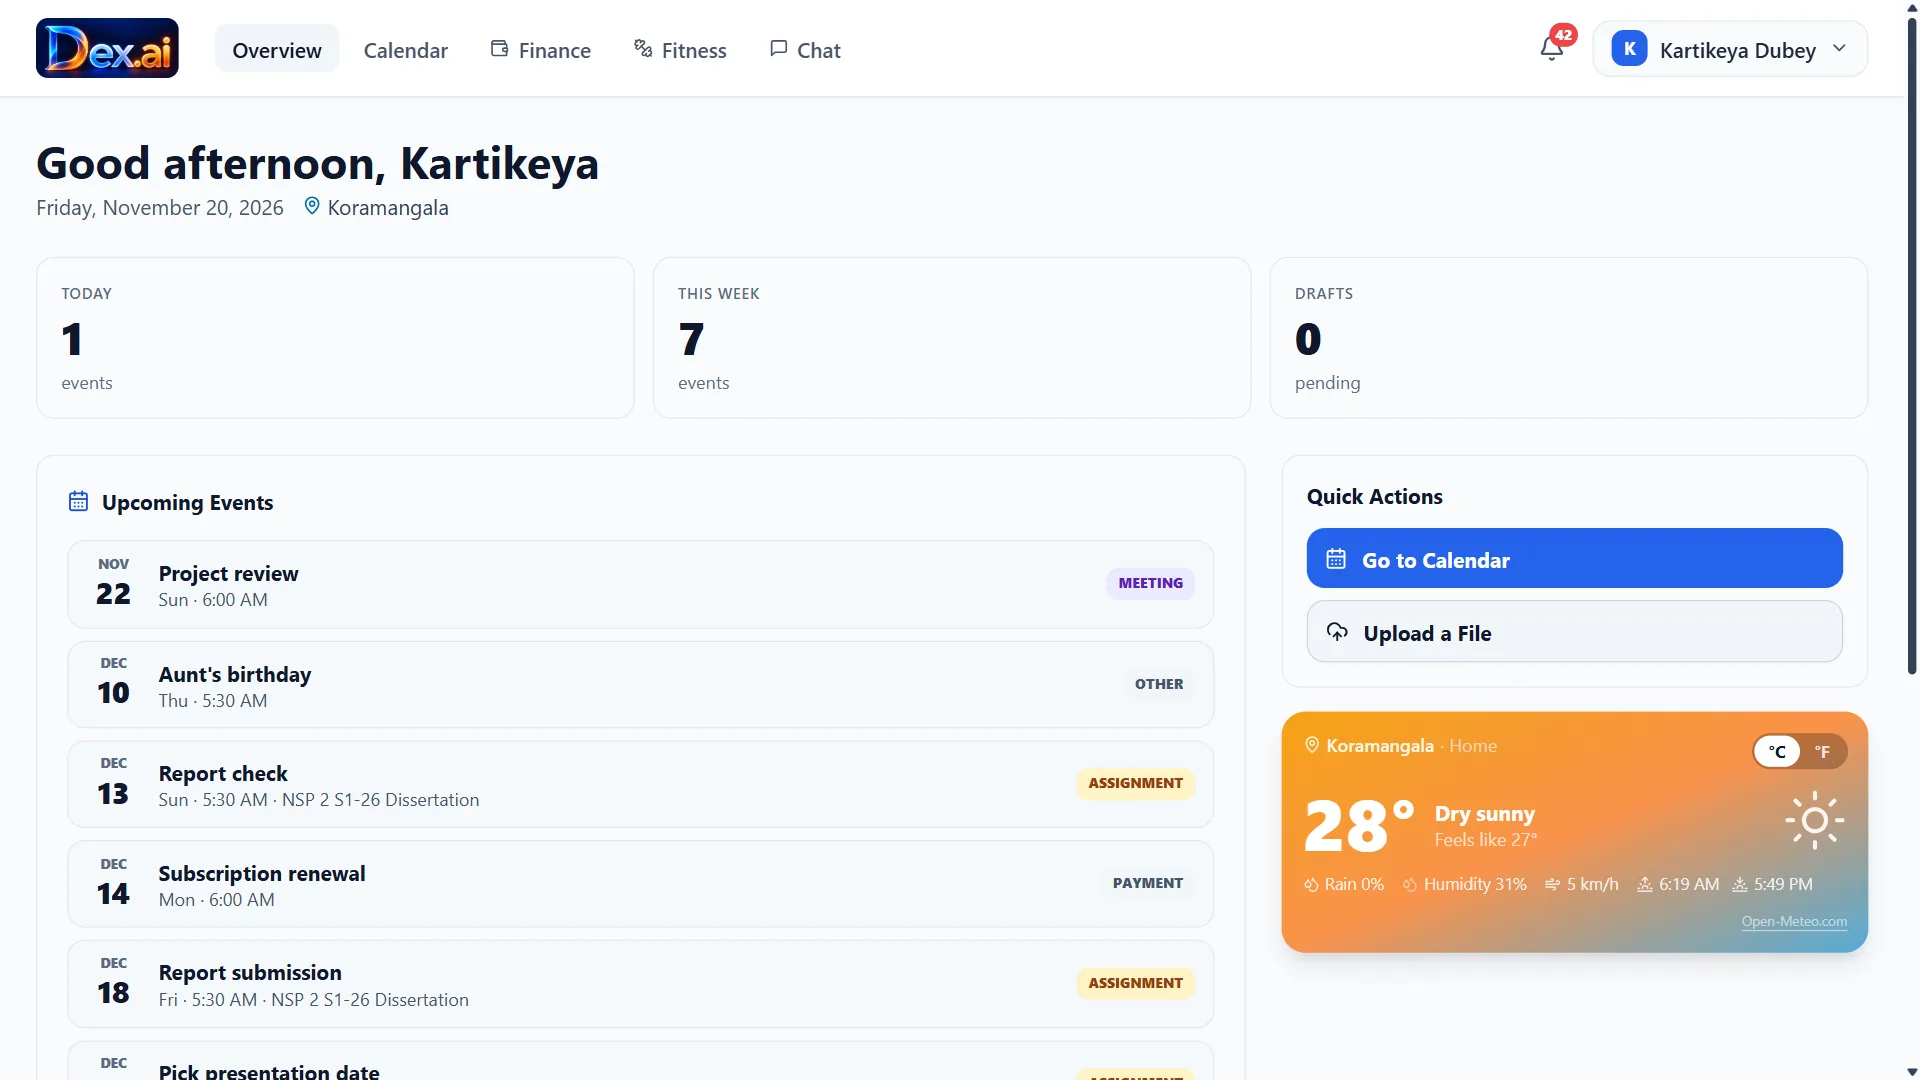 Dex.ai
Overview
Calendar
Finance
Fitness
Chat
42
K
Kartikeya Dubey
Good afternoon, Kartikeya
Friday, November 20, 2026
Koramangala
TODAY
1
events
THIS WEEK
7
events
DRAFTS
0
pending
Upcoming Events
NOV
22
Project review
Sun · 6:00 AM
MEETING
DEC
10
Aunt's birthday
Thu · 5:30 AM
OTHER
DEC
13
Report check
Sun · 5:30 AM · NSP 2 S1-26 Dissertation
ASSIGNMENT
DEC
14
Subscription renewal
Mon · 6:00 AM
PAYMENT
DEC
18
Report submission
Fri · 5:30 AM · NSP 2 S1-26 Dissertation
ASSIGNMENT
DEC
Pick presentation date
ASSIGNMENT
Quick Actions
Go to Calendar
Upload a File
Koramangala · Home
°C
°F
28°
Dry sunny
Feels like 27°
Rain 0%
Humidity 31%
5 km/h
6:19 AM
5:49 PM
Open-Meteo.com